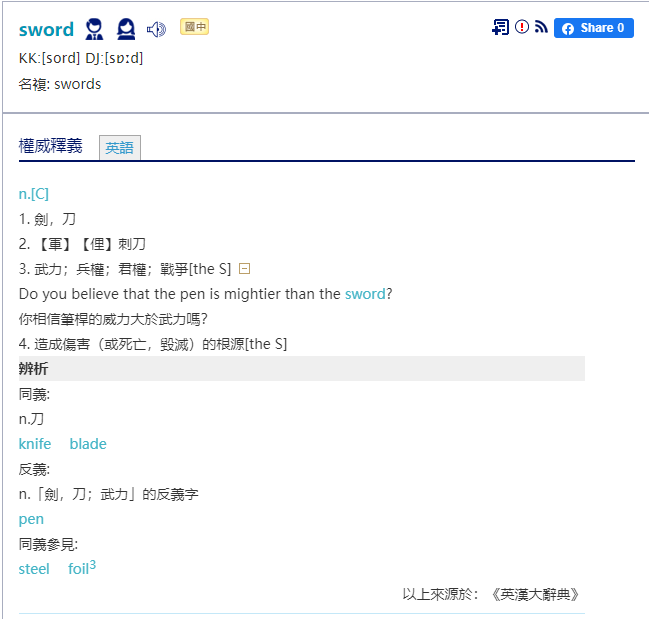 sword 國中 Share 0
KK:[sord] DJ:[sɒːd]
名複: swords
權威釋義 英語
n.[C]
1. 劍，刀
2. 【軍】【俚】刺刀
3. 武力；兵權；君權；戰爭[the S]
Do you believe that the pen is mightier than the sword?
你相信筆桿的威力大於武力嗎?
4. 造成傷害（或死亡，毀滅）的根源[the S]
辨析
同義:
n.刀
knife blade
反義:
n.「劍，刀；武力」的反義字
pen
同義參見:
steel foil3
以上來源於：《英漢大辭典》